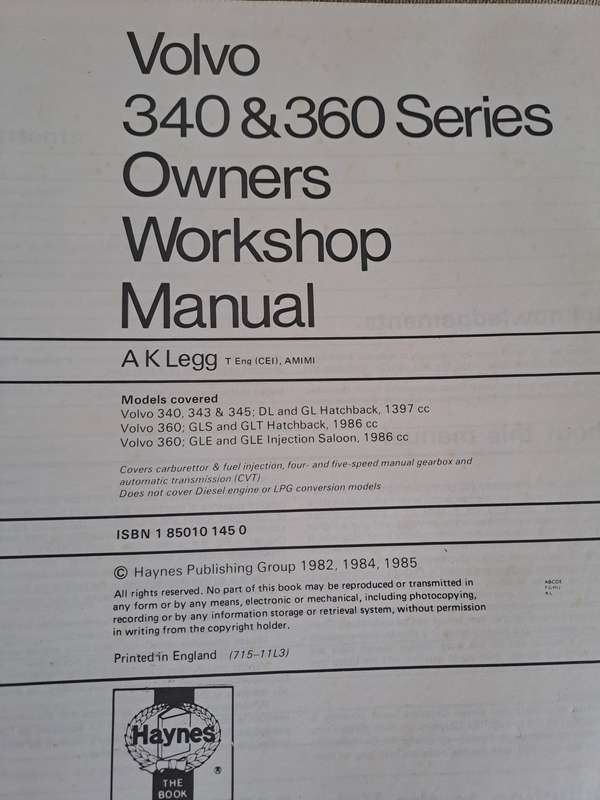 Volvo
340 & 360 Series
Owners
Workshop
Manual
A K Legg T Eng (CEI), AMIMI
Models covered
Volvo 340, 343 & 345; DL and GL Hatchback, 1397 cc
Volvo 360; GLS and GLT Hatchback, 1986 cc
Volvo 360; GLE and GLE Injection Saloon, 1986 cc
Covers carburettor & fuel injection, four- and five-speed manual gearbox and
automatic transmission (CVT)
Does not cover Diesel engine or LPG conversion models
ISBN 1 85010 145 0
© Haynes Publishing Group 1982, 1984, 1985
All rights reserved. No part of this book may be reproduced or transmitted in
any form or by any means, electronic or mechanical, including photocopying,
recording or by any information storage or retrieval system, without permission
in writing from the copyright holder.
ABCDE
Printed in England (715-11L3)
Haynes
®
THE
BOOK